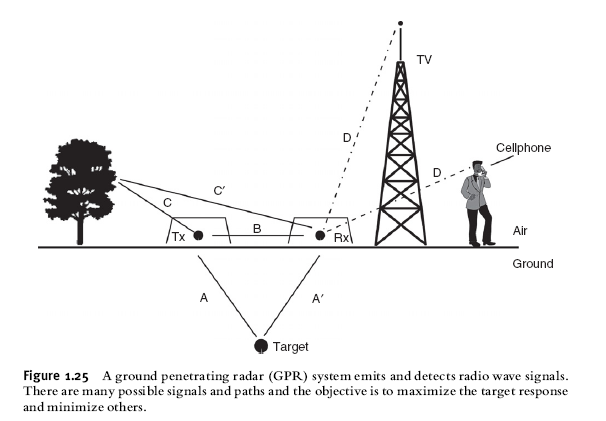 TV
D
Cellphone
D
C′
C
B
Tx
Rx
Air
Ground
A
A′
Target
Figure 1.25 A ground penetrating radar (GPR) system emits and detects radio wave signals.
There are many possible signals and paths and the objective is to maximize the target response
and minimize others.